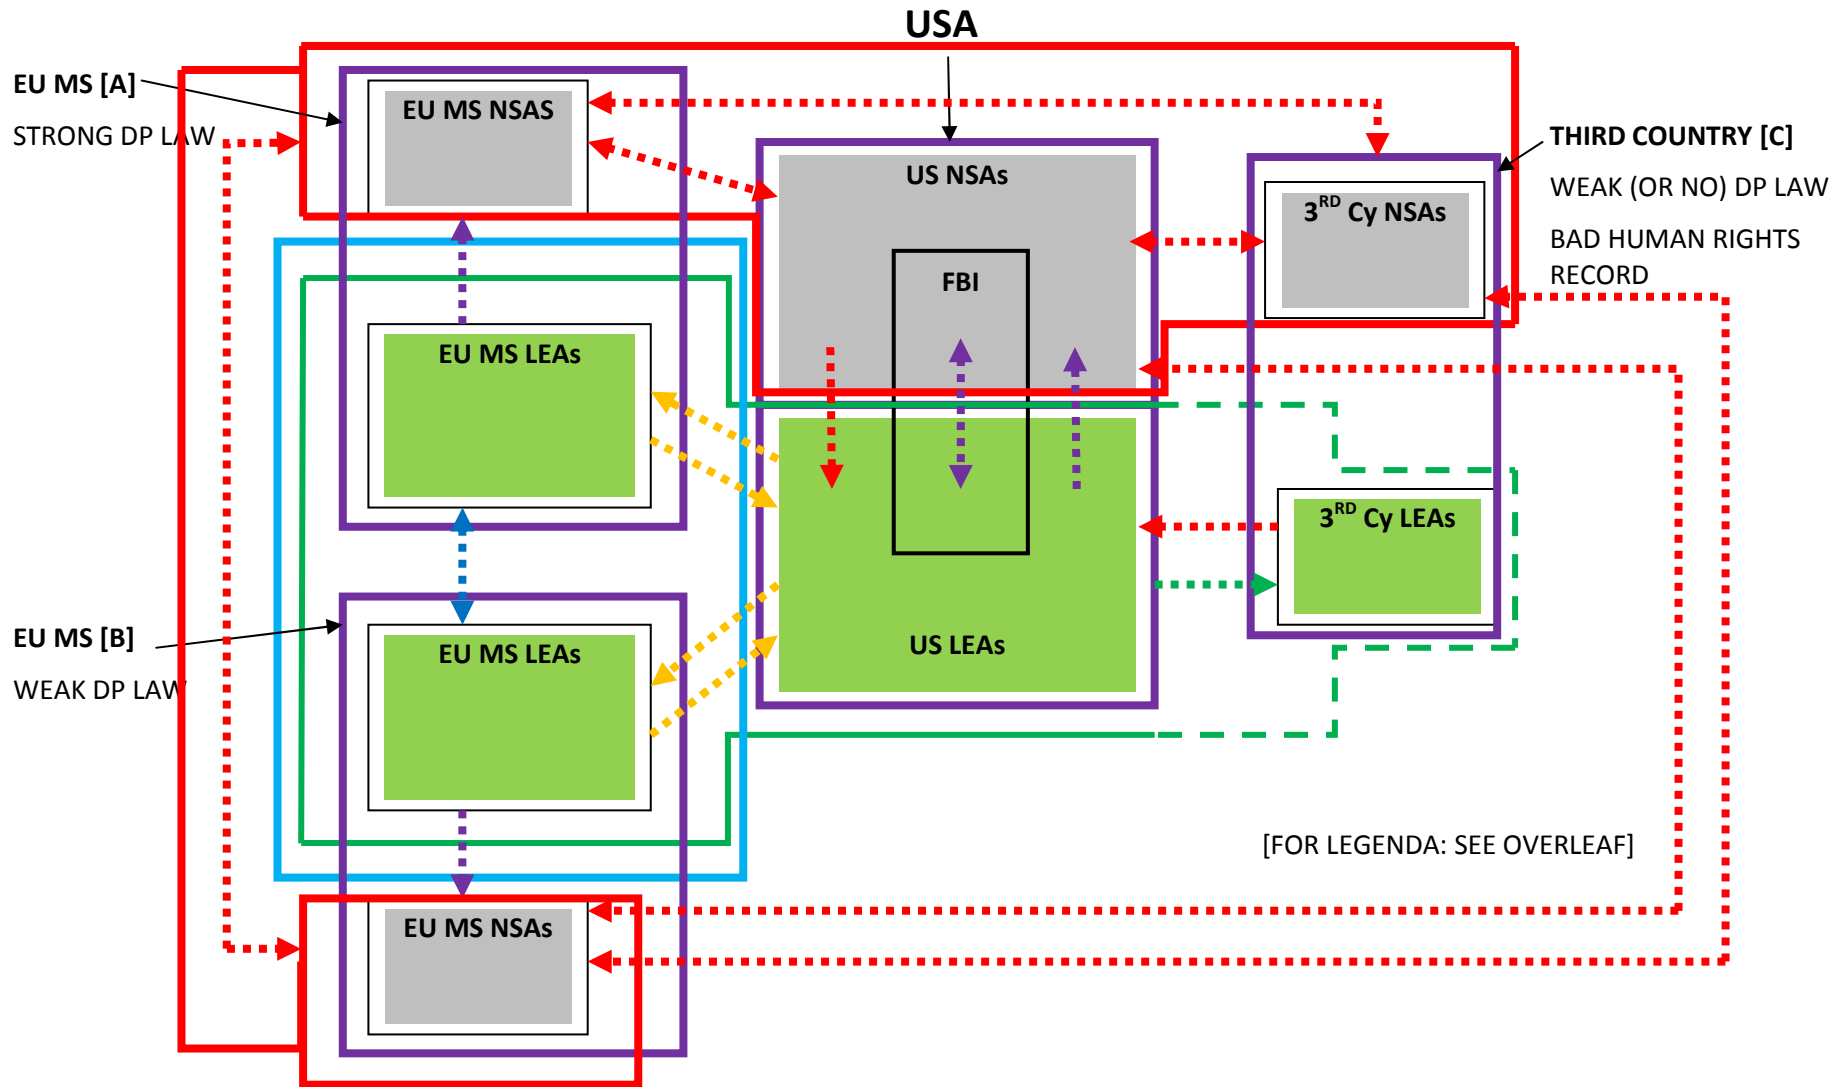 USA
EU MS [A]
STRONG DP LAW
EU MS NSAS
US NSAs
THIRD COUNTRY [C]
WEAK (OR NO) DP LAW
BAD HUMAN RIGHTS
RECORD
3RD Cy NSAs
FBI
EU MS LEAs
3RD Cy LEAs
EU MS [B]
WEAK DP LAW
EU MS LEAs
US LEAs
[FOR LEGENDA: SEE OVERLEAF]
EU MS NSAs